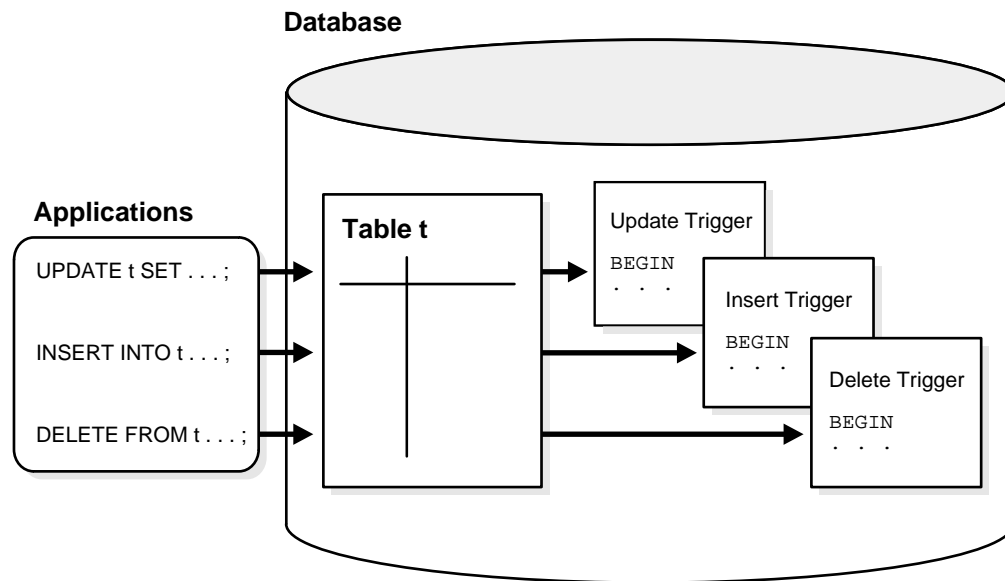 Database
Applications
UPDATE t SET . . . ;
INSERT INTO t . . . ;
DELETE FROM t . . . ;
Table t
Update Trigger
BEGIN
. . .
Insert Trigger
BEGIN
. . .
Delete Trigger
BEGIN
. . .